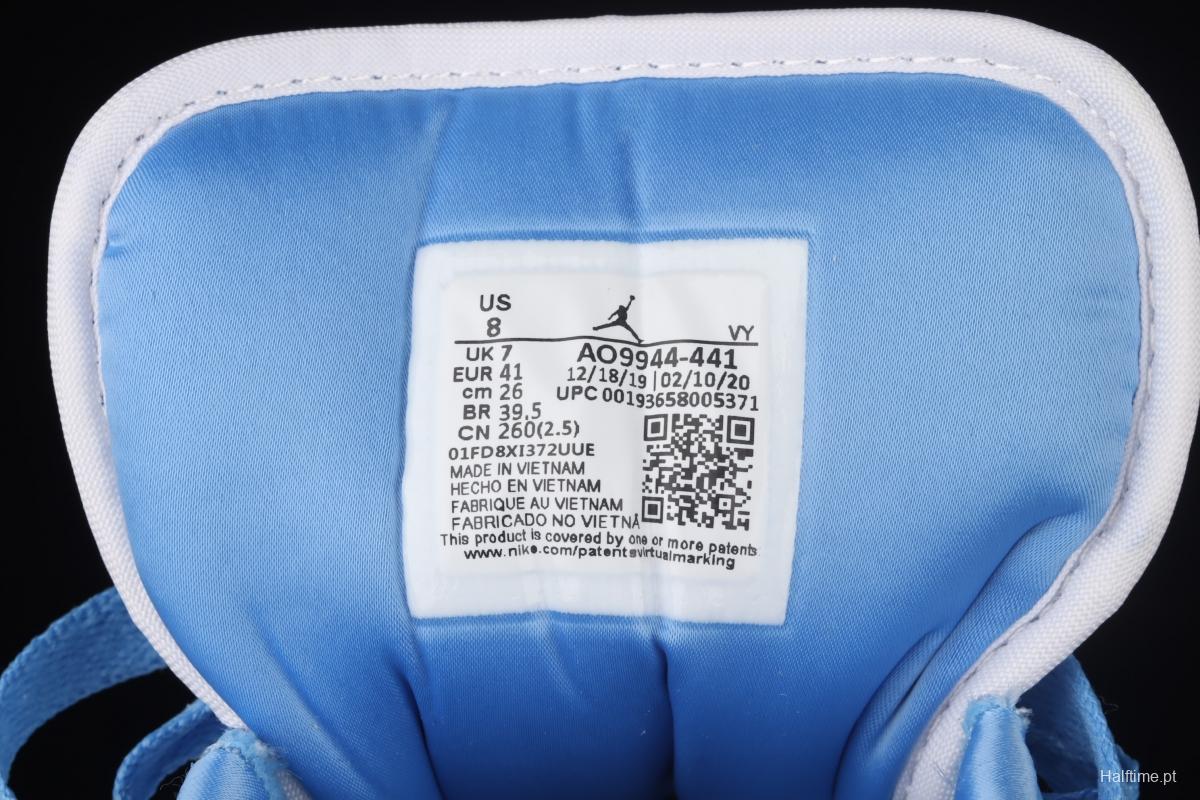 US
8
VY
UK 7
EUR 41
cm 26
BR 39.5
CN 260(2.5)
AO9944-441
12/18/19 | 02/10/20
UPC 00193658005371
01FD8XI372UUE
MADE IN VIETNAM
HECHO EN VIETNAM
FABRIQUE AU VIETNAM
FABRICADO NO VIETNÃ
This product is covered by one or more patents
www.nike.com/patentsvirtualmarking
Halftime.pt